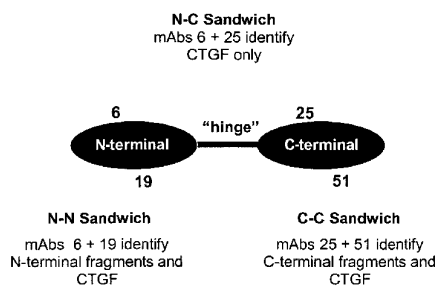 N-C Sandwich
mAbs 6 + 25 identify
CTGF only
6
25
"hinge"
N-terminal
C-terminal
19
51
N-N Sandwich
mAbs 6 + 19 identify
N-terminal fragments and
CTGF
C-C Sandwich
mAbs 25 + 51 identify
C-terminal fragments and
CTGF